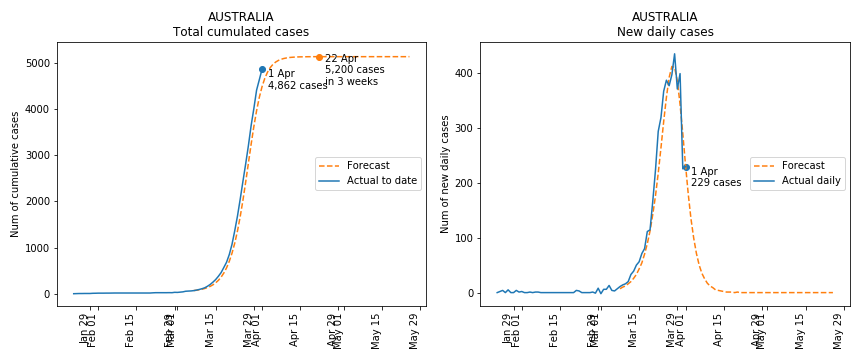 AUSTRALIA
Total cumulated cases
Num of cumulative cases
5000
4000
3000
2000
1000
0
22 Apr
5,200 cases
in 3 weeks
1 Apr
4,862 cases
Forecast
Actual to date
Jan 29
Feb 01
Feb 15
Feb 29
Mar 01
Mar 15
Mar 29
Apr 01
Apr 15
Apr 29
May 01
May 15
May 29
AUSTRALIA
New daily cases
Num of new daily cases
400
300
200
100
0
1 Apr
229 cases
Forecast
Actual daily
Jan 29
Feb 01
Feb 15
Feb 29
Mar 01
Mar 15
Mar 29
Apr 01
Apr 15
Apr 29
May 01
May 15
May 29